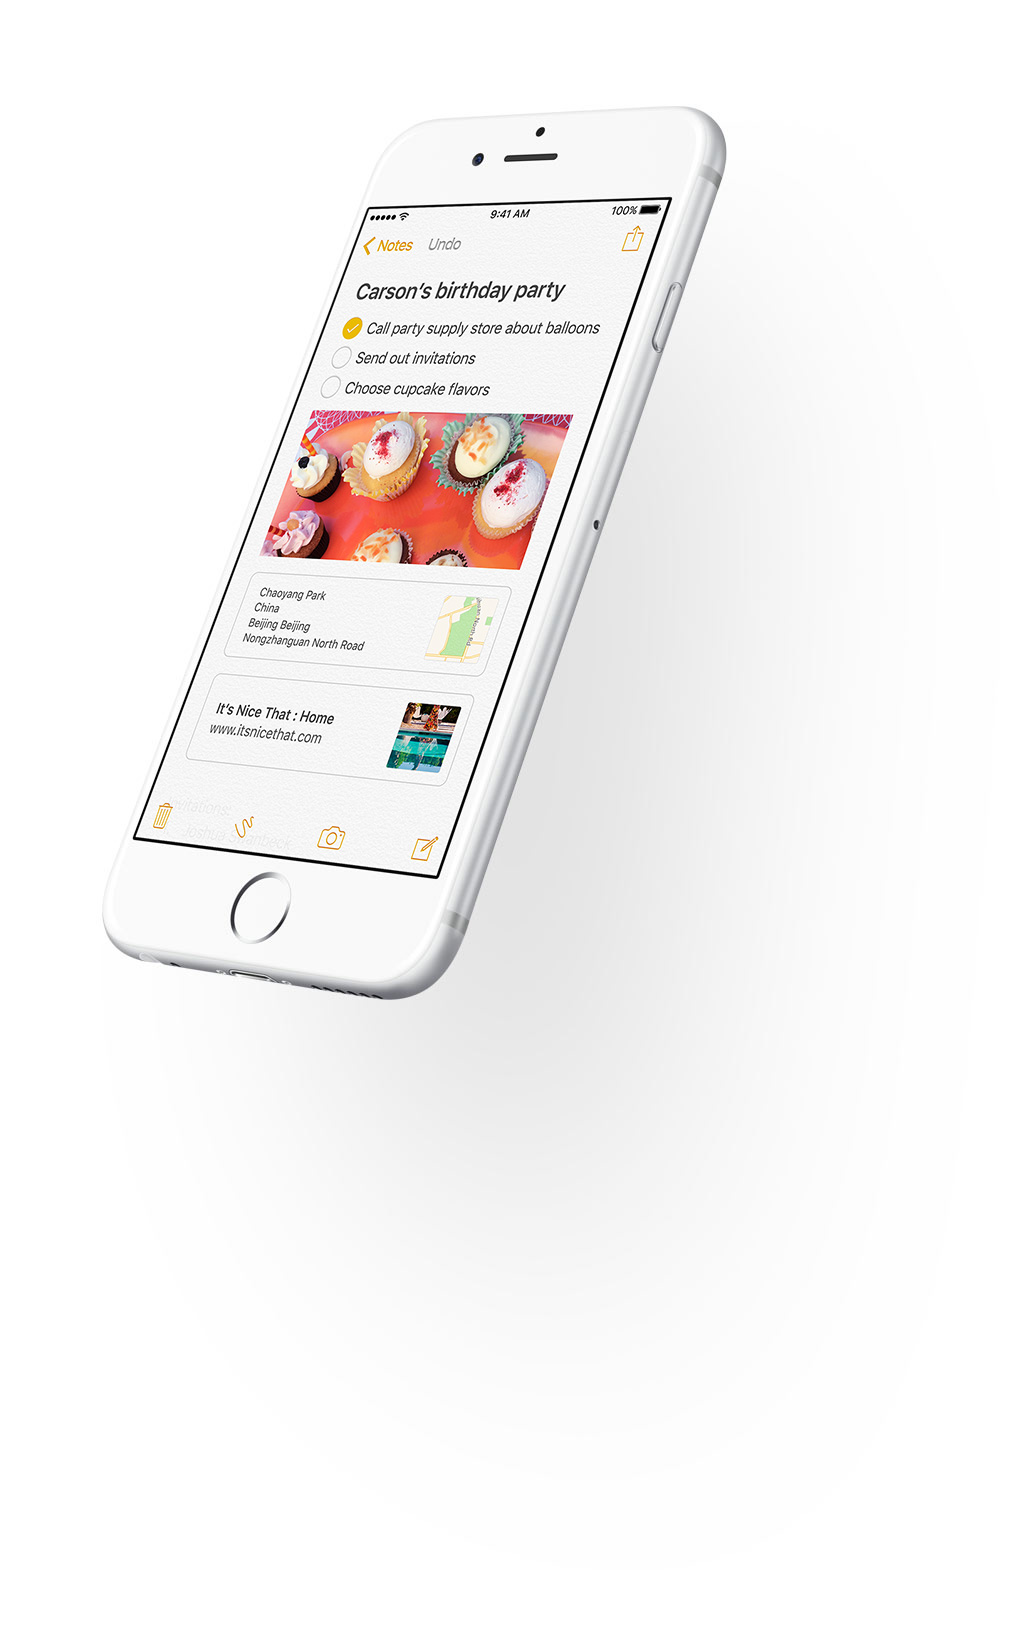 9:41 AM
100%
Notes Undo
Carson's birthday party
Call party supply store about balloons
Send out invitations
Choose cupcake flavors
Chaoyang Park
China
Beijing Beijing
Nongzhanguan North Road
It's Nice That : Home
www.itsnicethat.com